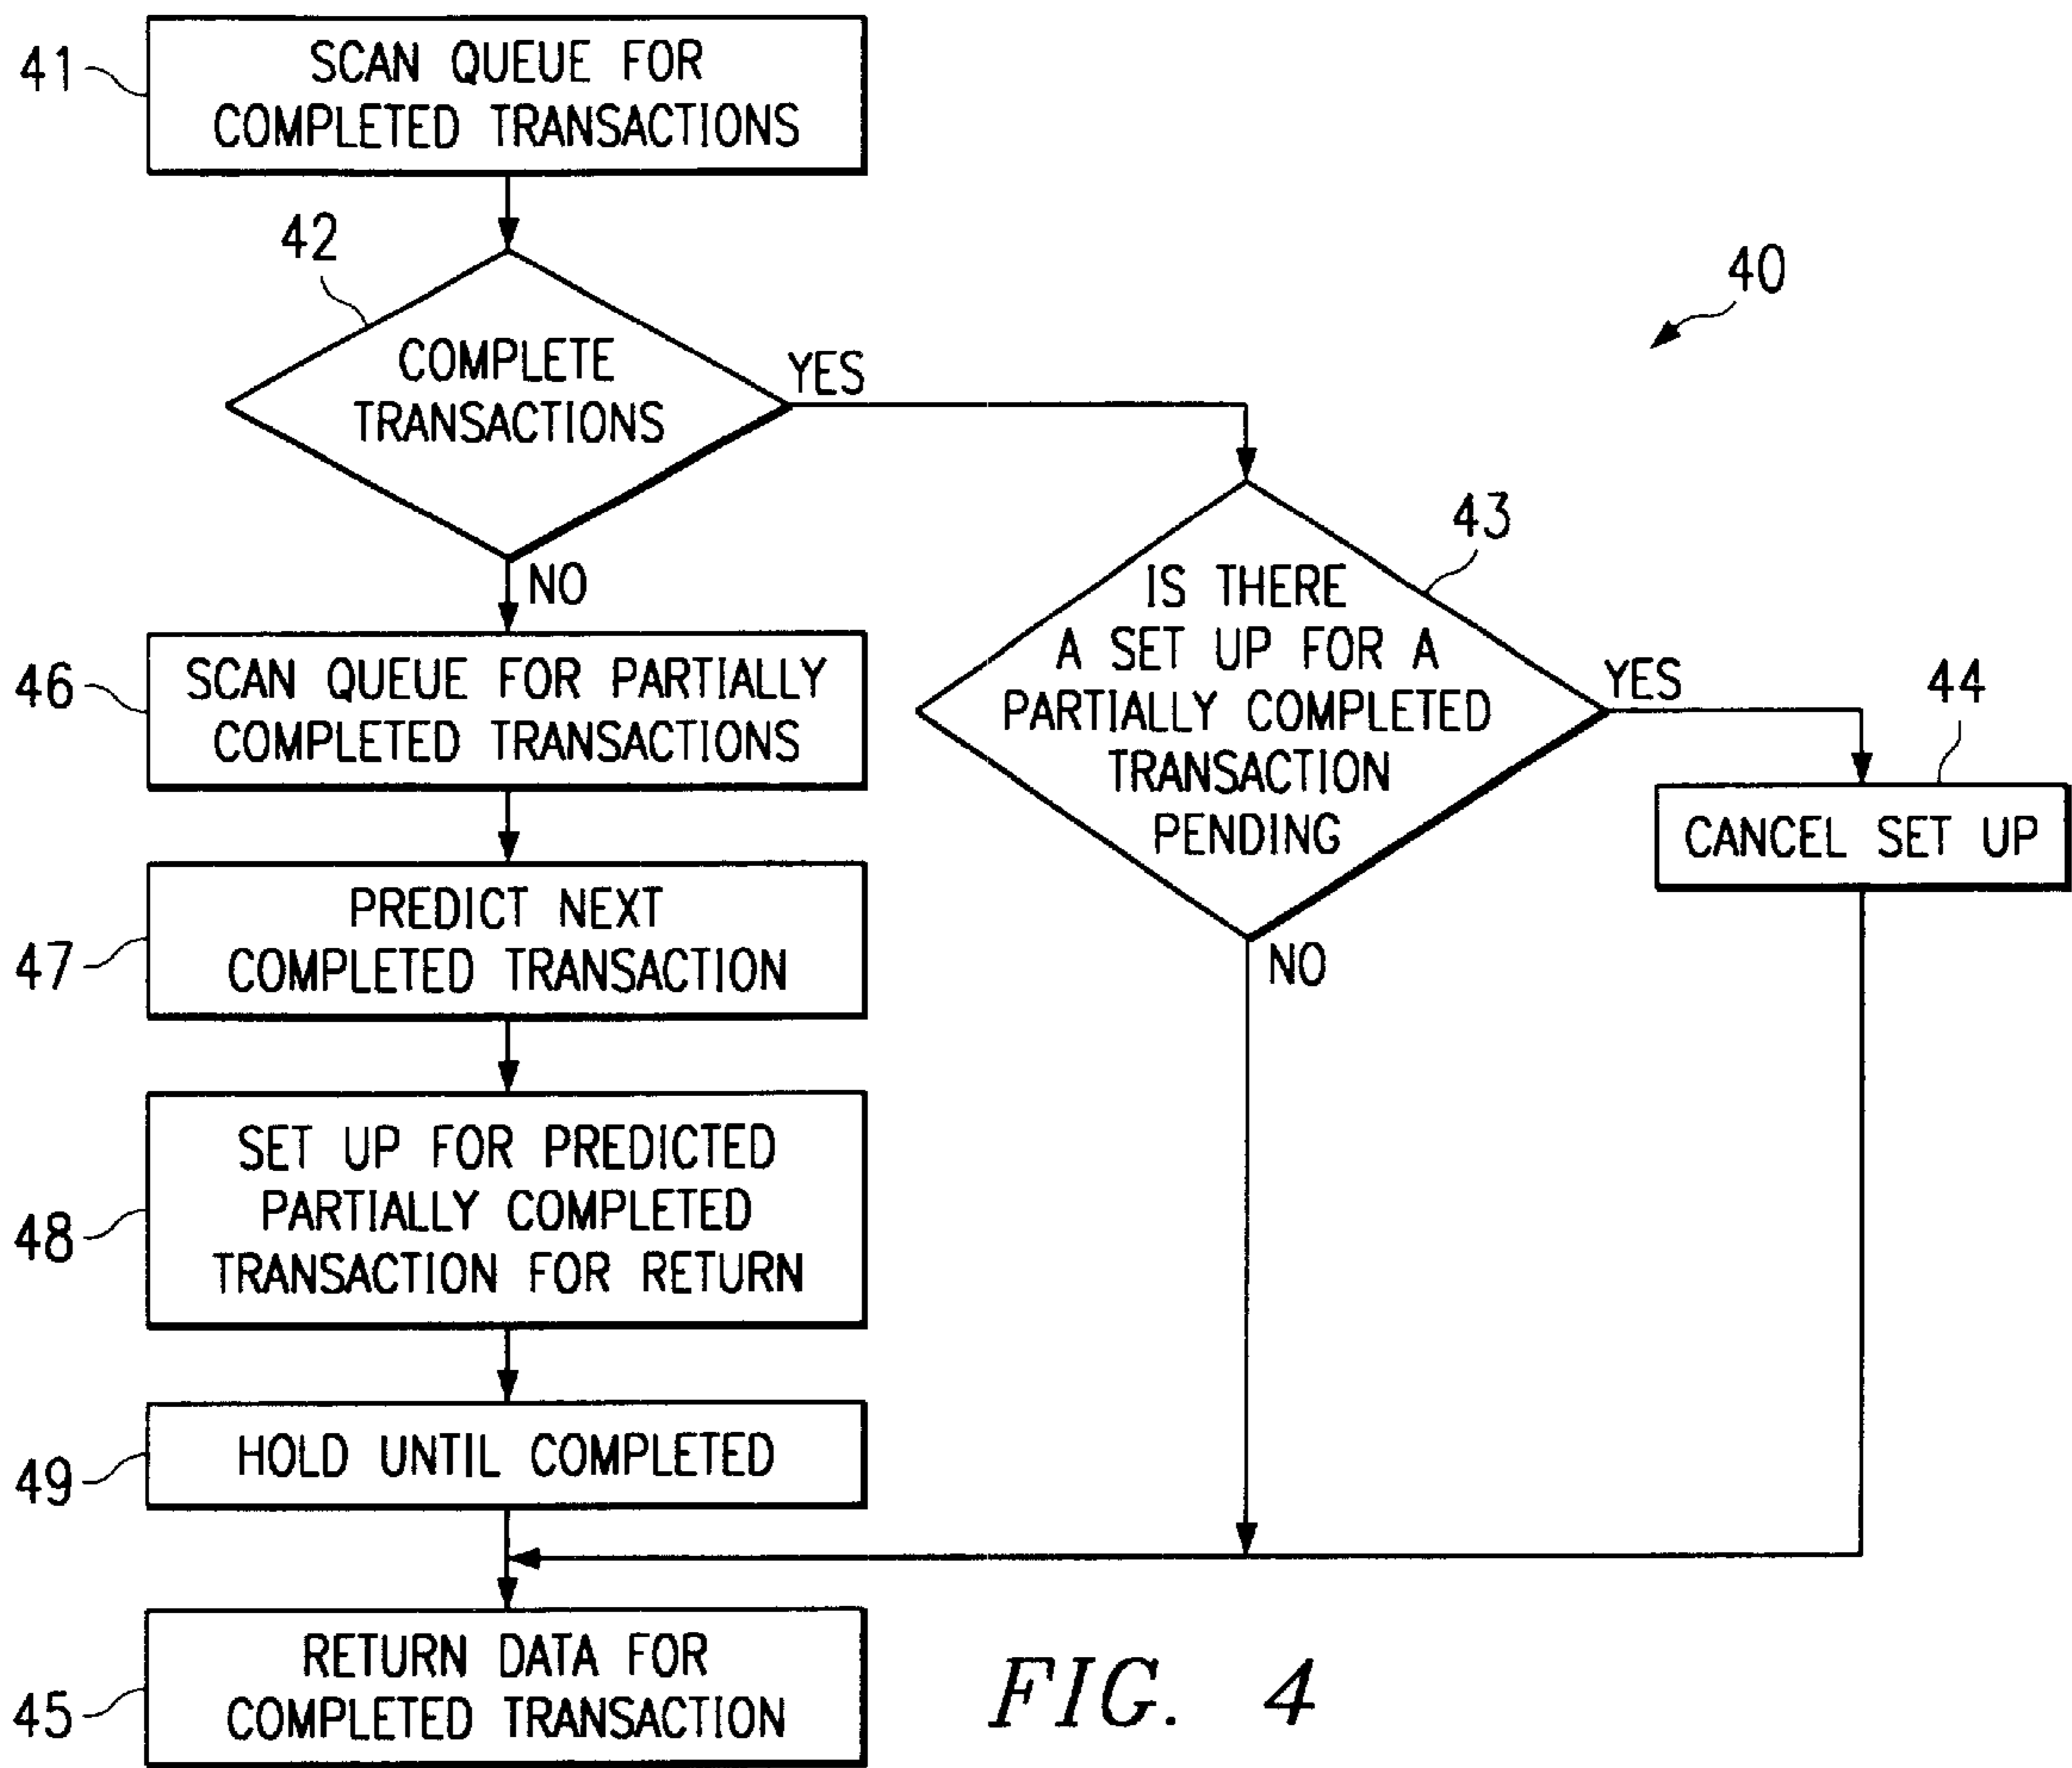 41
SCAN QUEUE FOR
COMPLETED TRANSACTIONS
42
40
COMPLETE
TRANSACTIONS
YES
NO
43
IS THERE
A SET UP FOR A
PARTIALLY COMPLETED
TRANSACTION
PENDING
YES
NO
44
CANCEL SET UP
46
SCAN QUEUE FOR PARTIALLY
COMPLETED TRANSACTIONS
47
PREDICT NEXT
COMPLETED TRANSACTION
48
SET UP FOR PREDICTED
PARTIALLY COMPLETED
TRANSACTION FOR RETURN
49
HOLD UNTIL COMPLETED
45
RETURN DATA FOR
COMPLETED TRANSACTION
FIG. 4